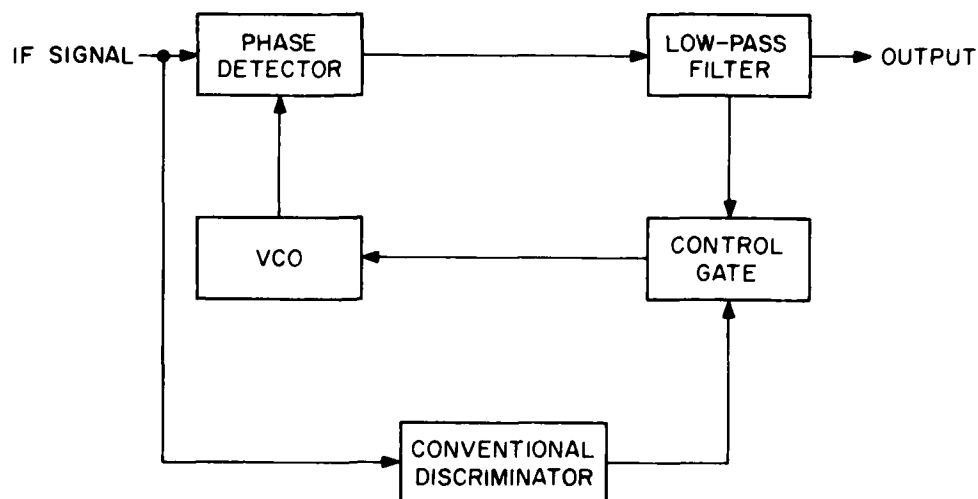 IF SIGNAL
PHASE
DETECTOR
LOW-PASS
FILTER
OUTPUT
VCO
CONTROL
GATE
CONVENTIONAL
DISCRIMINATOR